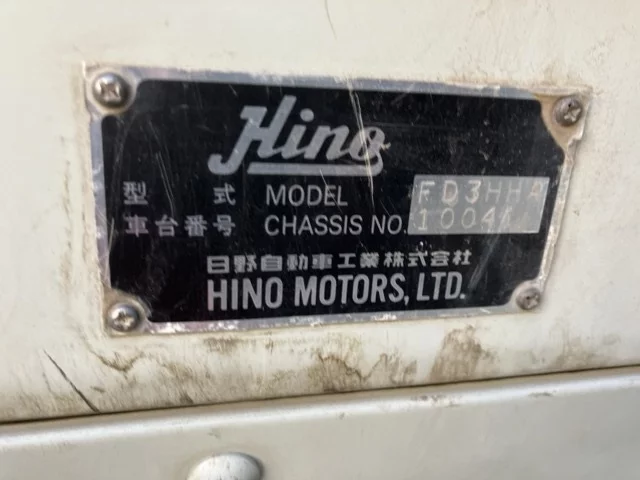 Hino
型 式 MODEL FD3HHA
車台番号 CHASSIS NO.
日野自動車工業株式会社
HINO MOTORS, LTD.